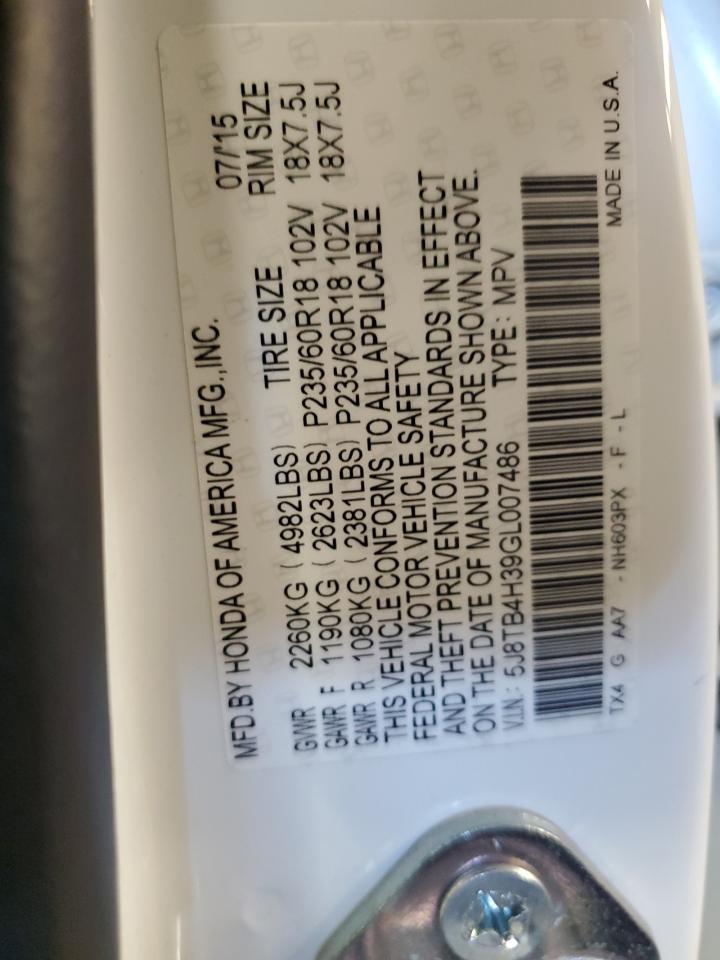 MFD.BY HONDA OF AMERICA MFG.,INC. 07/'15
TIRE SIZE RIM SIZE
GVWR 2260KG ( 4982LBS)
GAWR F 1190KG ( 2623LBS) P235/60R18 102V 18X7.5J
GAWR R 1080KG ( 2381LBS) P235/60R18 102V 18X7.5J
THIS VEHICLE CONFORMS TO ALL APPLICABLE
FEDERAL MOTOR VEHICLE SAFETY
AND THEFT PREVENTION STANDARDS IN EFFECT
ON THE DATE OF MANUFACTURE SHOWN ABOVE.
V.I.N.: 5J8TB4H39GL007486 TYPE: MPV
TX4 G AA7 - NH603PX - F - L MADE IN U.S.A.